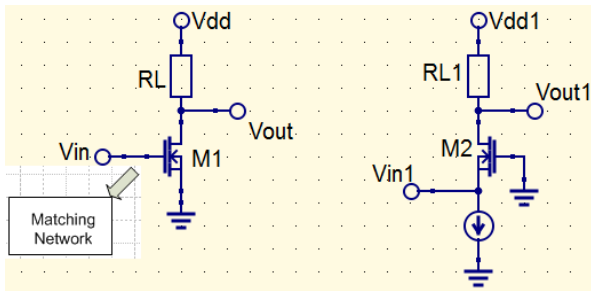 Vdd
RL
Vout
Vin
M1
Matching
Network
Vdd1
RL1
Vout1
M2
Vin1